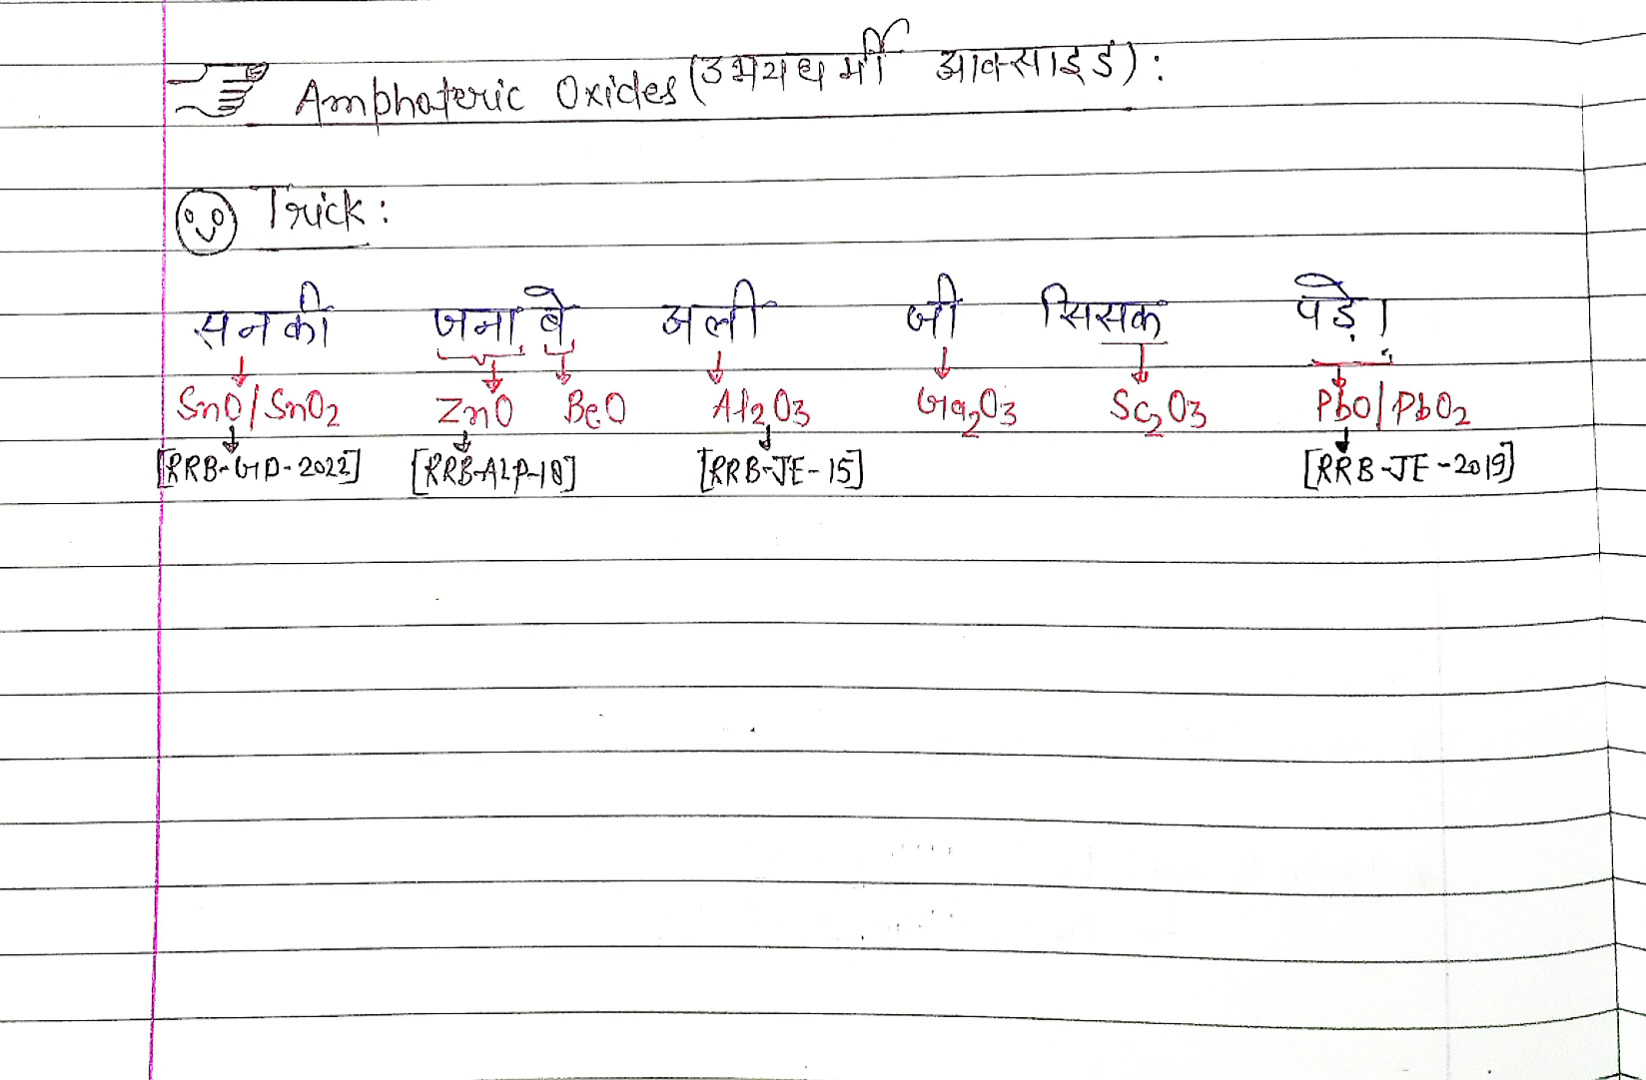 Amphoteric Oxides (उभयधर्मी आक्साइड) :
Trick :
सनकी जना बे अली जी सिसक पड़े।
SnO/SnO2 ZnO BeO Al2O3 Ga2O3 Sc2O3 PbO/PbO2
[RRB-GD-2022] [RRB-ALP-18] [RRB-JE-15] [RRB-JE-2019]